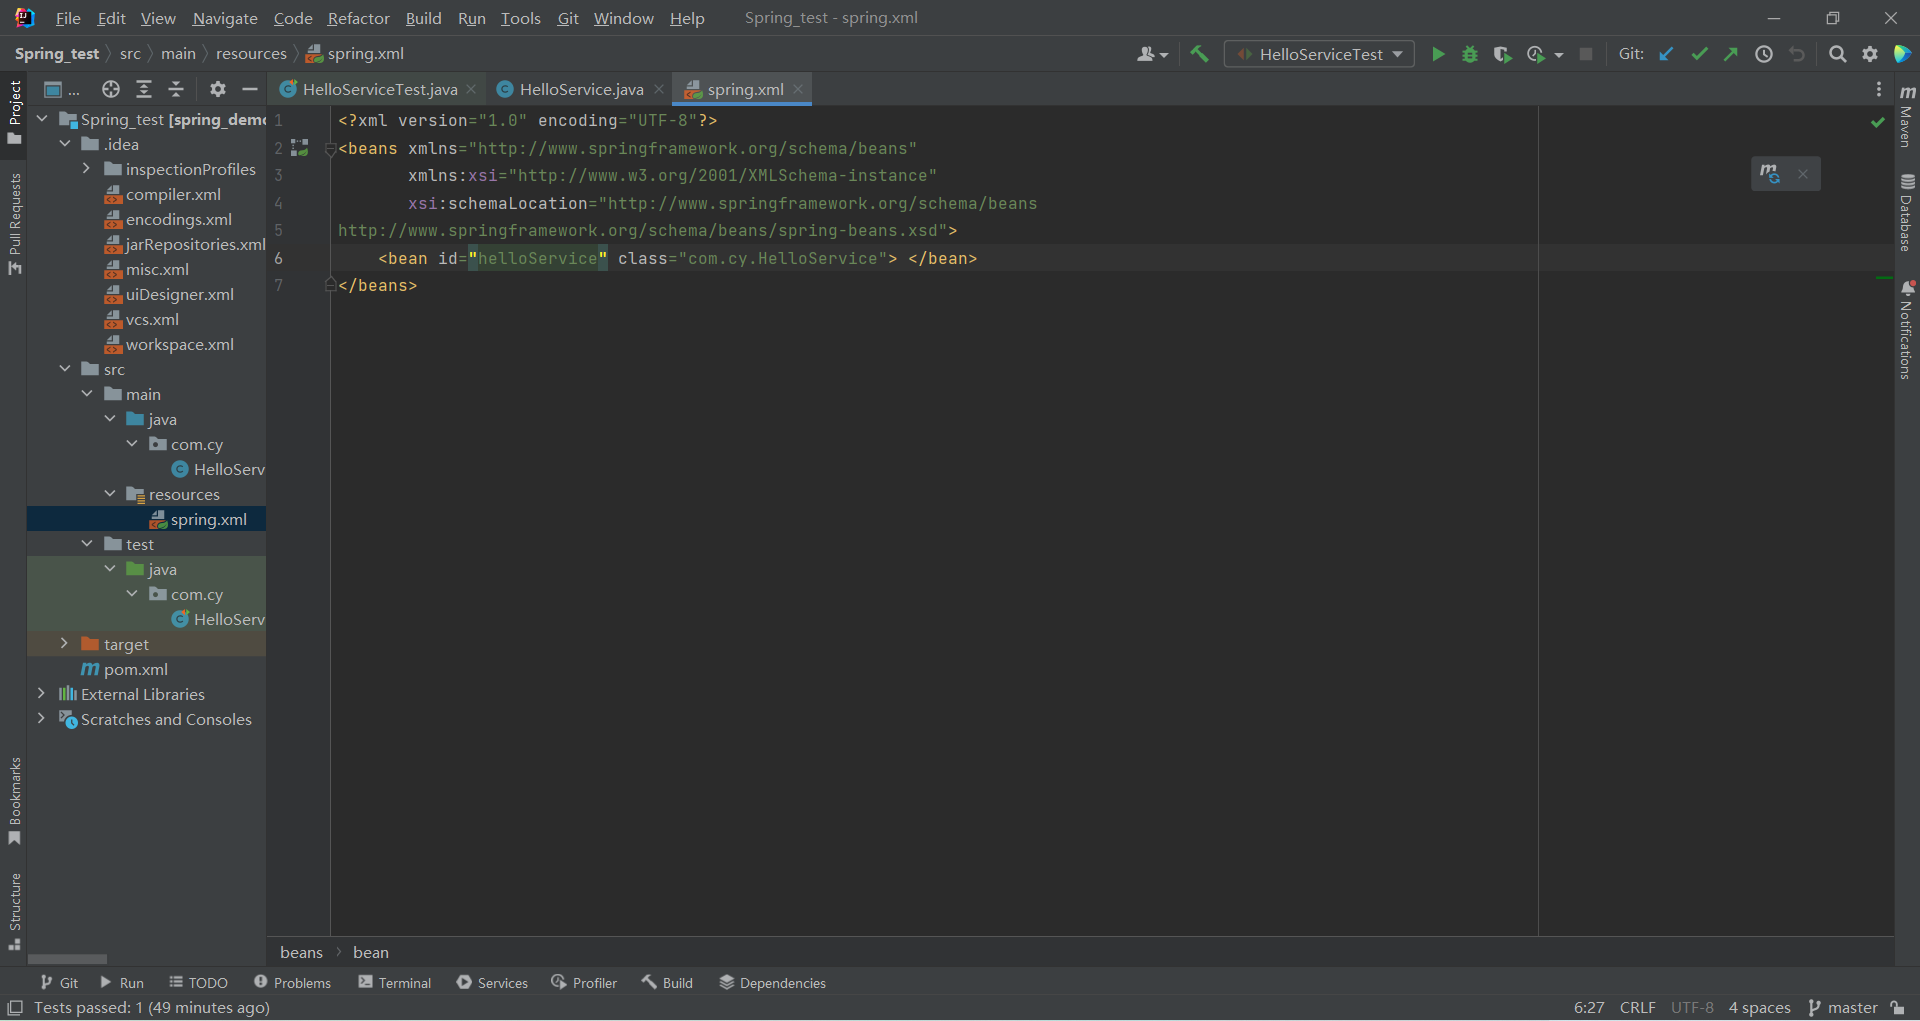 File Edit View Navigate Code Refactor Build Run Tools Git Window Help Spring_test - spring.xml
Spring_test src main resources spring.xml HelloServiceTest Git:
Project
Pull Requests
Bookmarks
Structure
...
HelloServiceTest.java HelloService.java spring.xml
Spring_test [spring_demo
.idea
inspectionProfiles
compiler.xml
encodings.xml
jarRepositories.xml
misc.xml
uiDesigner.xml
vcs.xml
workspace.xml
src
main
java
com.cy
HelloServ
resources
spring.xml
test
java
com.cy
HelloServ
target
pom.xml
External Libraries
Scratches and Consoles
1 <?xml version="1.0" encoding="UTF-8"?>
2 <beans xmlns="http://www.springframework.org/schema/beans"
3 xmlns:xsi="http://www.w3.org/2001/XMLSchema-instance"
4 xsi:schemaLocation="http://www.springframework.org/schema/beans
5 http://www.springframework.org/schema/beans/spring-beans.xsd">
6 <bean id="helloService" class="com.cy.HelloService"> </bean>
7 </beans>
Maven
Database
Notifications
beans bean
Git Run TODO Problems Terminal Services Profiler Build Dependencies
Tests passed: 1 (49 minutes ago) 6:27 CRLF UTF-8 4 spaces master